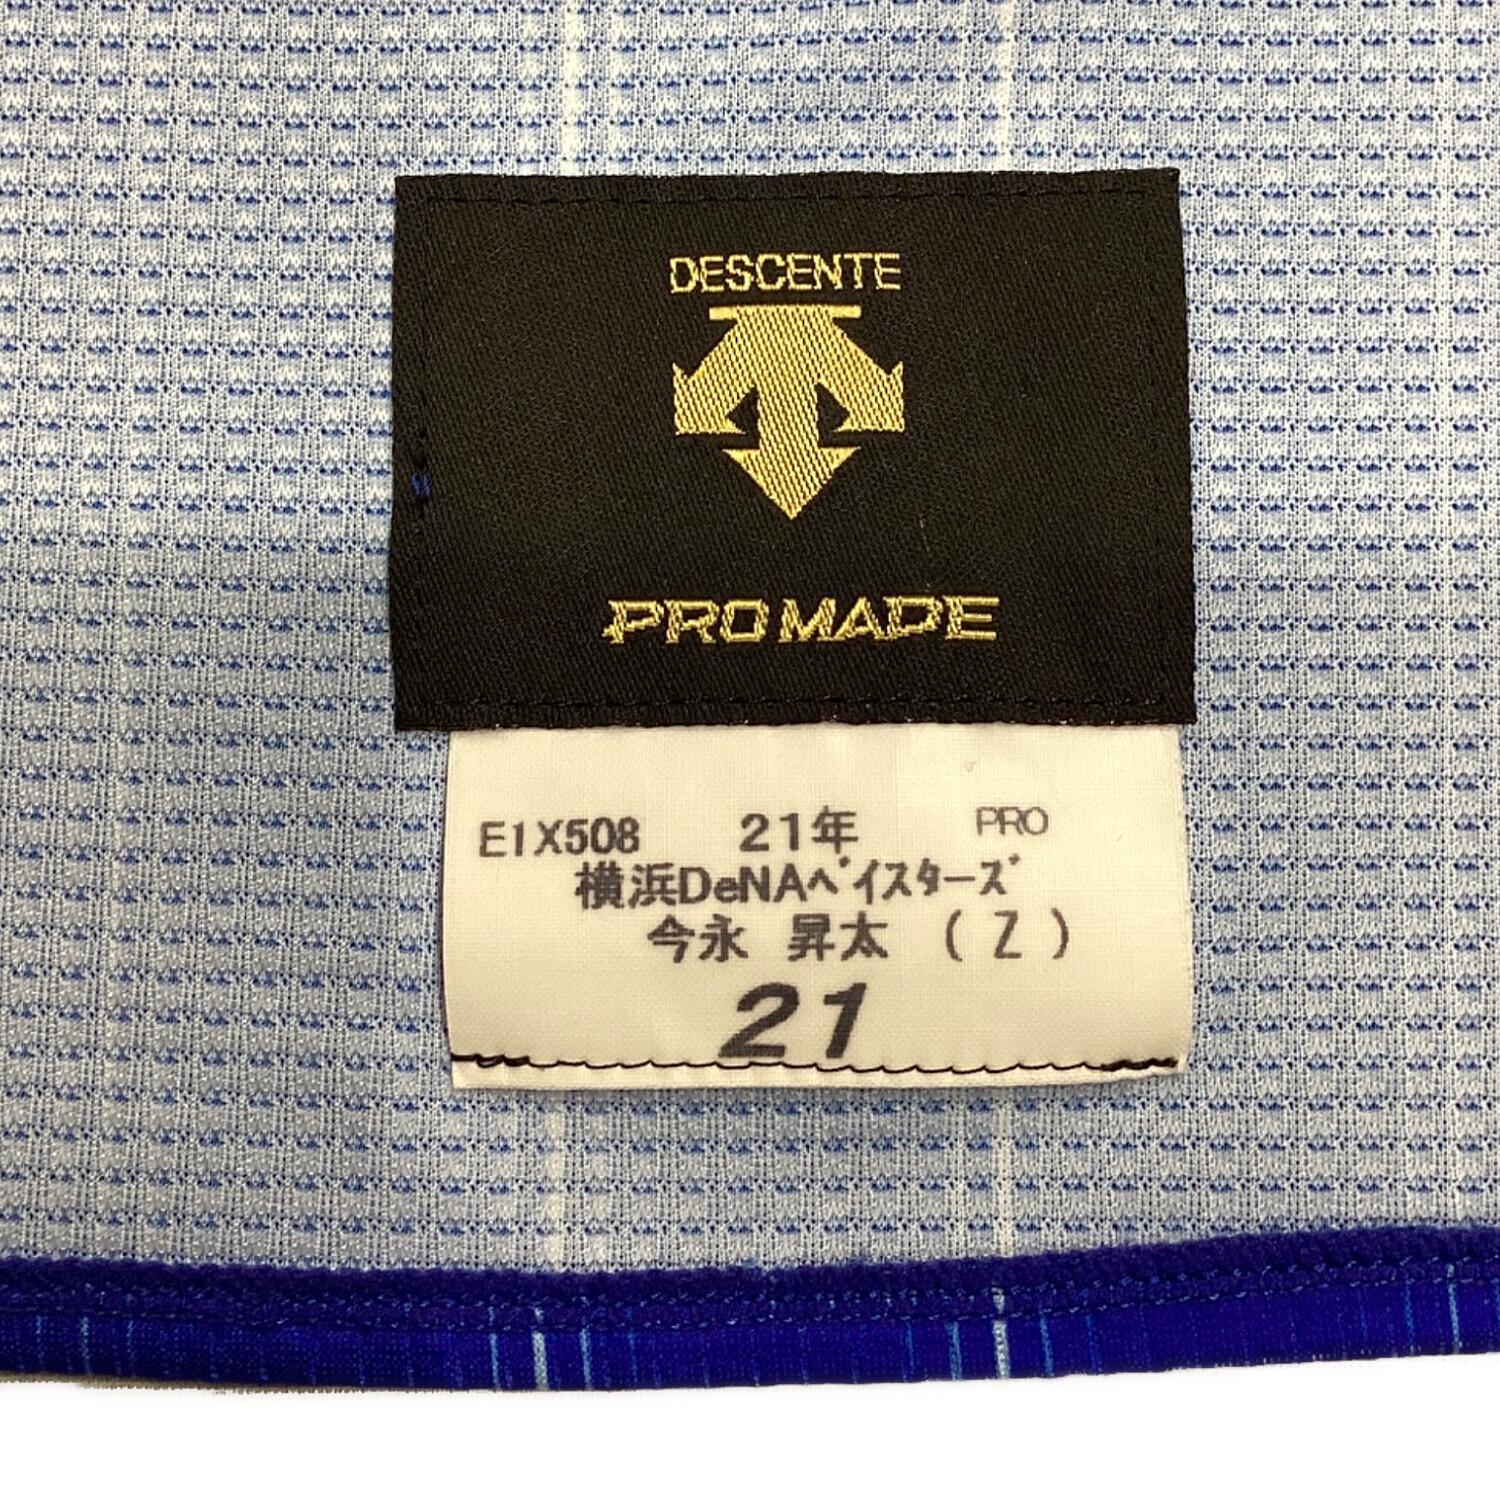 DESCENTE
PRO MADE
E1X508 21年 PRO
横浜DeNAベイスターズ
今永 昇太 (Z)
21